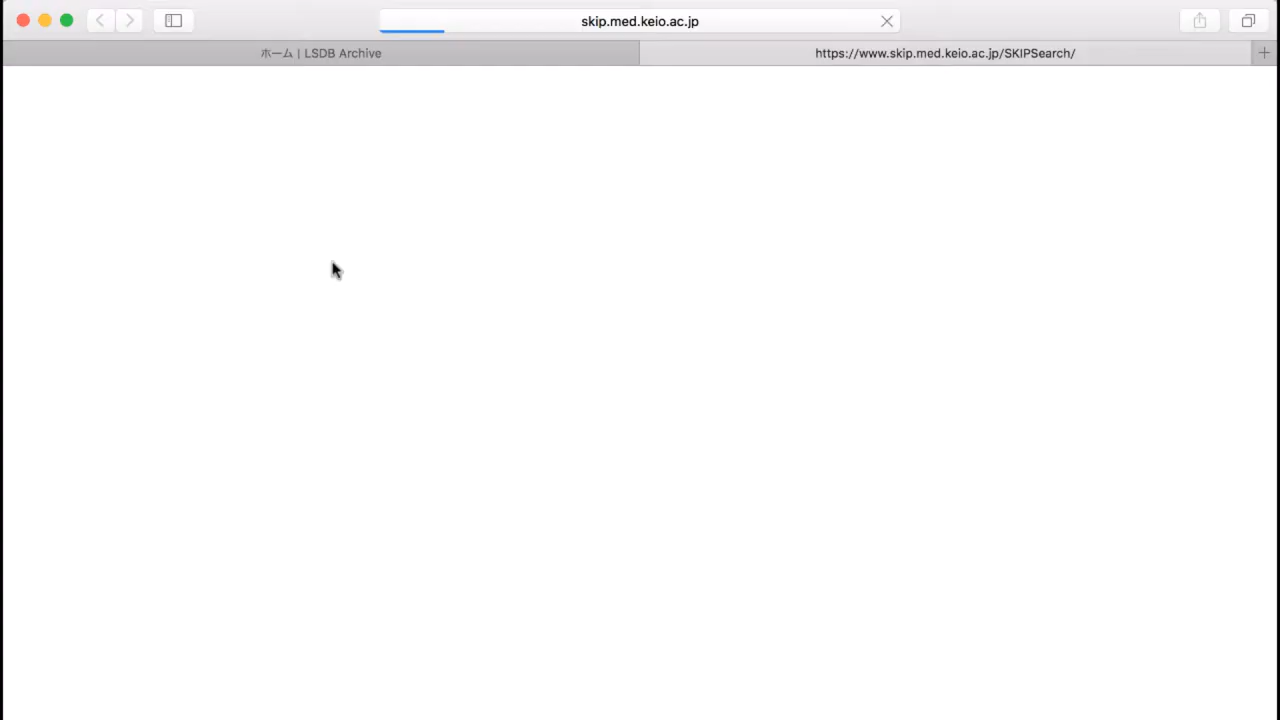 skip.med.keio.ac.jp
ホーム | LSDB Archive
https://www.skip.med.keio.ac.jp/SKIPSearch/